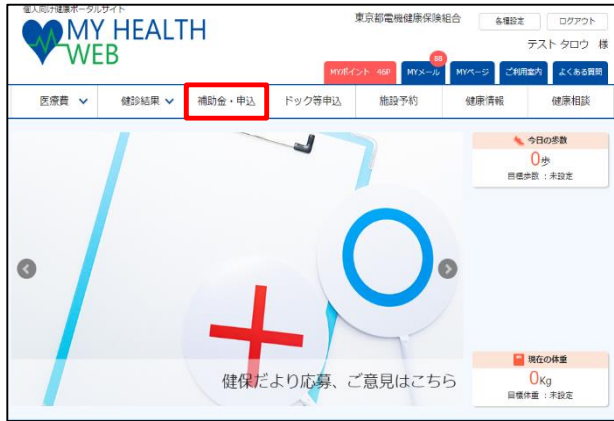 個人向け健康ポータルサイト
MY HEALTH WEB
東京都電機健康保険組合
各種設定
ログアウト
テスト タロウ 様
88
MYポイント 46P
MYメール
MYページ
ご利用案内
よくある質問
医療費
健診結果
補助金・申込
ドック等申込
施設予約
健康情報
健康相談
今日の歩数
0歩
目標歩数 : 未設定
健保だより応募、ご意見はこちら
現在の体重
0Kg
目標体重 : 未設定